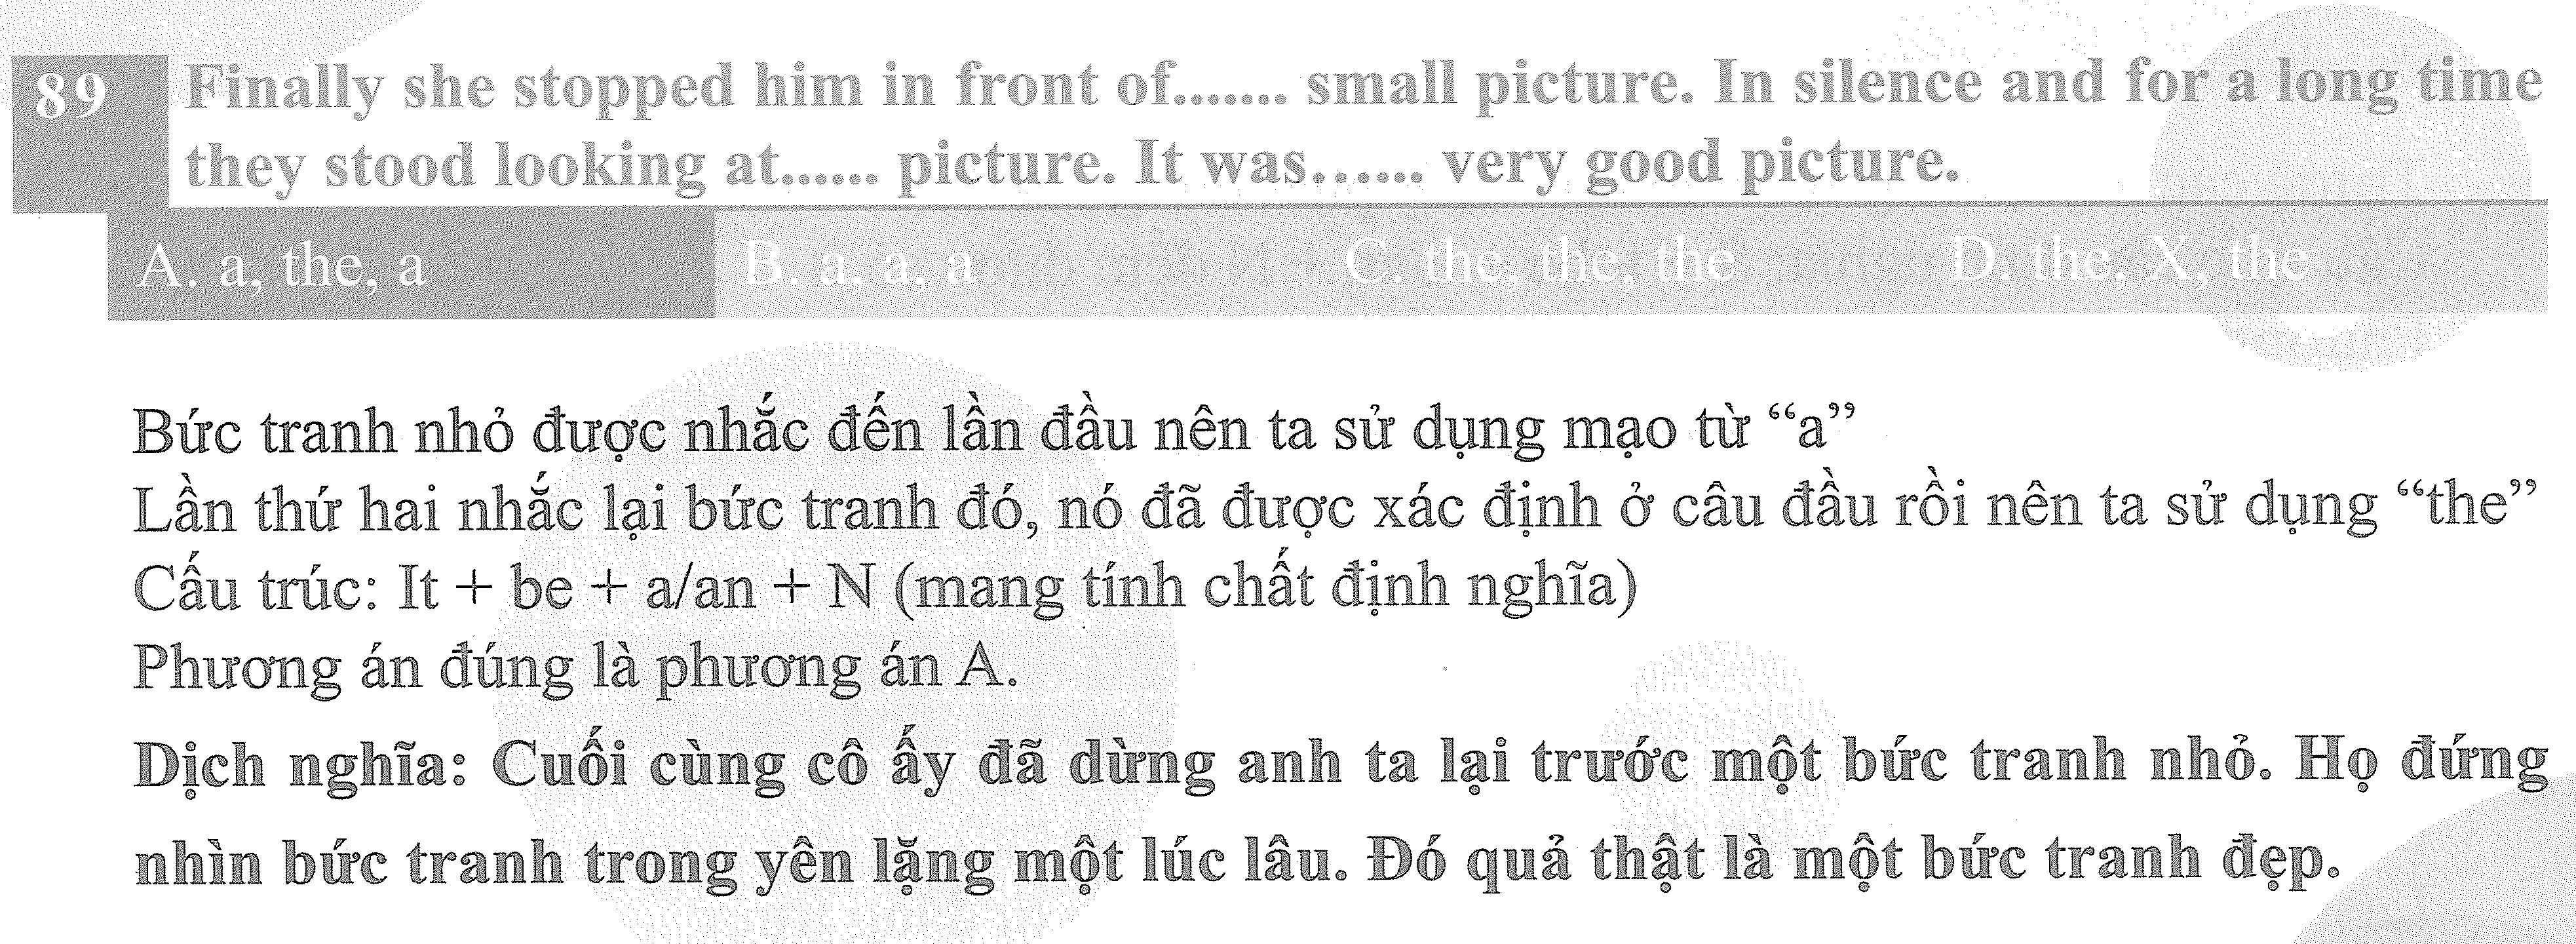 89 Finally she stopped him in front of....... small picture. In silence and for a long time
they stood looking at...... picture. It was...... very good picture.
A. a, the, a B. a, a, a C. the, the, the D. the, X, the
Bức tranh nhỏ được nhắc đến lần đầu nên ta sử dụng mạo từ “a”
Lần thứ hai nhắc lại bức tranh đó, nó đã được xác định ở câu đầu rồi nên ta sử dụng “the”
Cấu trúc: It + be + a/an + N (mang tính chất định nghĩa)
Phương án đúng là phương án A.
Dịch nghĩa: Cuối cùng cô ấy đã dừng anh ta lại trước một bức tranh nhỏ. Họ đứng
nhìn bức tranh trong yên lặng một lúc lâu. Đó quả thật là một bức tranh đẹp.